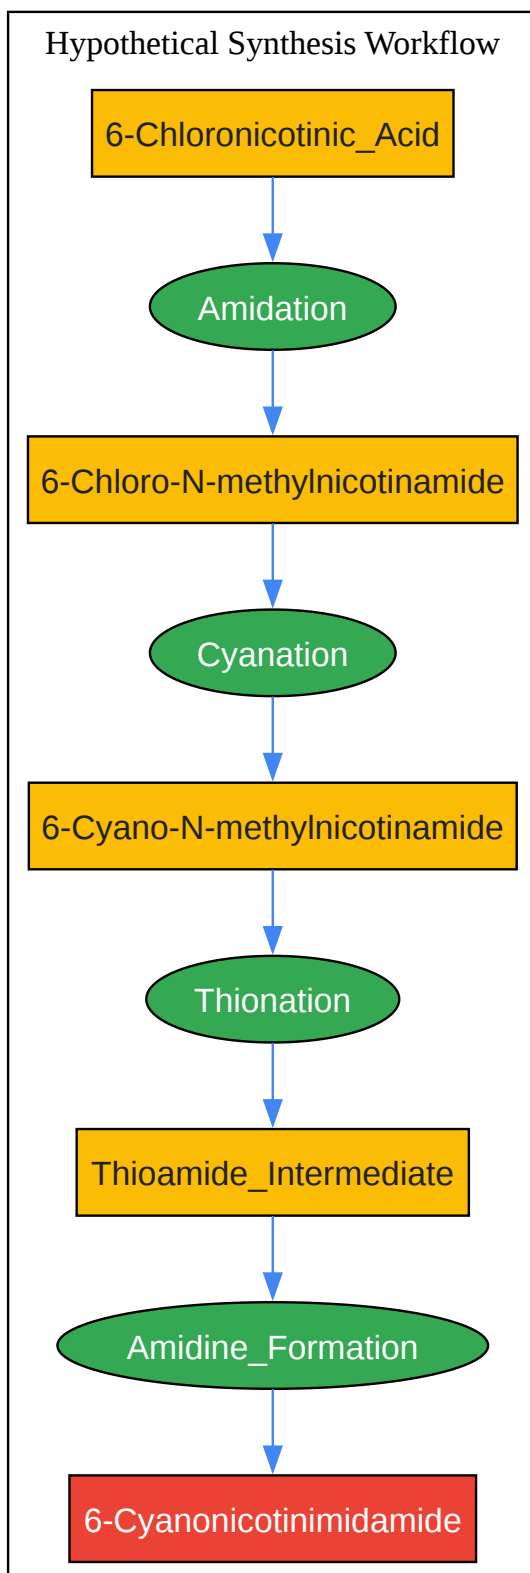 Hypothetical Synthesis Workflow
6-Chloronicotinic_Acid
Amidation
6-Chloro-N-methylnicotinamide
Cyanation
6-Cyano-N-methylnicotinamide
Thionation
Thioamide_Intermediate
Amidine_Formation
6-Cyanonicotinimidamide